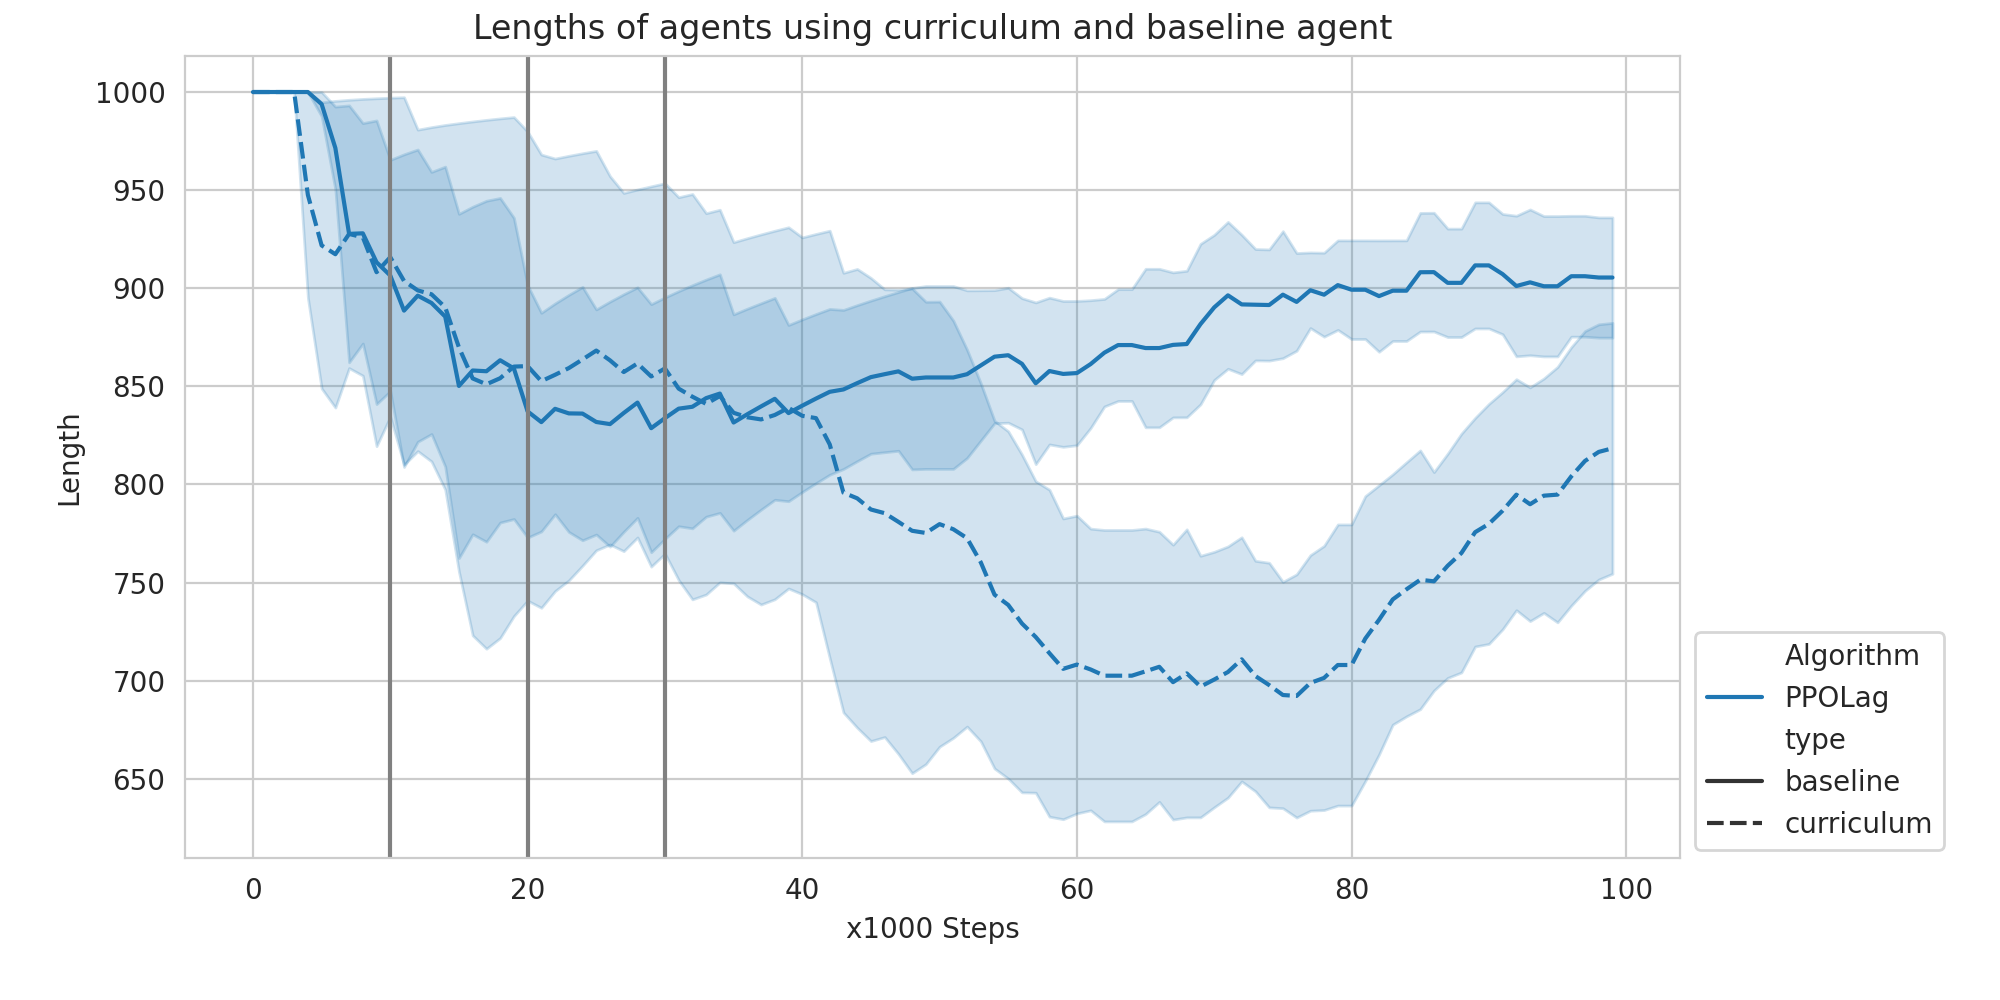 Lengths of agents using curriculum and baseline agent
1000
950
900
850
800
750
700
650
Length
0 20 40 60 80 100
x1000 Steps
Algorithm
PPOLag
type
baseline
curriculum